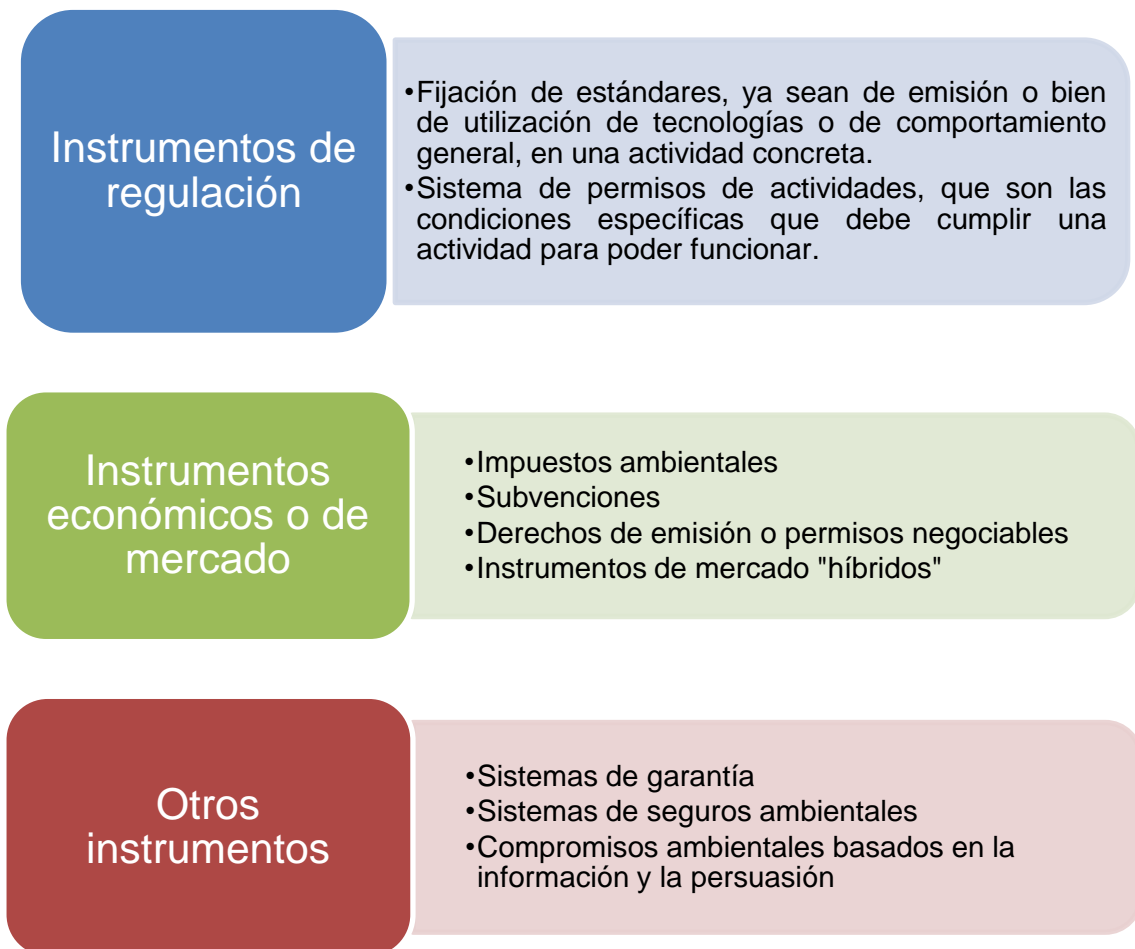 Instrumentos de
regulación
•Fijación de estándares, ya sean de emisión o bien
de utilización de tecnologías o de comportamiento
general, en una actividad concreta.
•Sistema de permisos de actividades, que son las
condiciones específicas que debe cumplir una
actividad para poder funcionar.
Instrumentos
económicos o de
mercado
•Impuestos ambientales
•Subvenciones
•Derechos de emisión o permisos negociables
•Instrumentos de mercado "híbridos"
Otros
instrumentos
•Sistemas de garantía
•Sistemas de seguros ambientales
•Compromisos ambientales basados en la
información y la persuasión